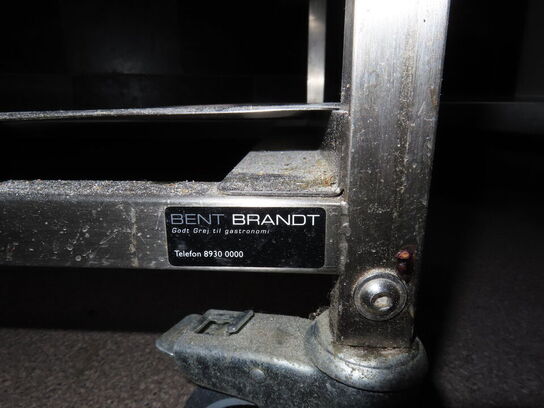 BENT BRANDT
Godt Grej til gastronomi
Telefon 8930 0000